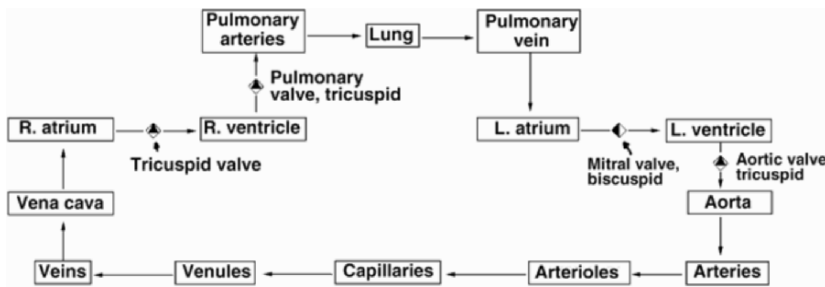 Pulmonary
arteries
Lung
Pulmonary
vein
Pulmonary
valve, tricuspid
R. atrium
R. ventricle
L. atrium
L. ventricle
Tricuspid valve
Mitral valve,
biscuspid
Aortic valve
tricuspid
Vena cava
Aorta
Veins
Venules
Capillaries
Arterioles
Arteries